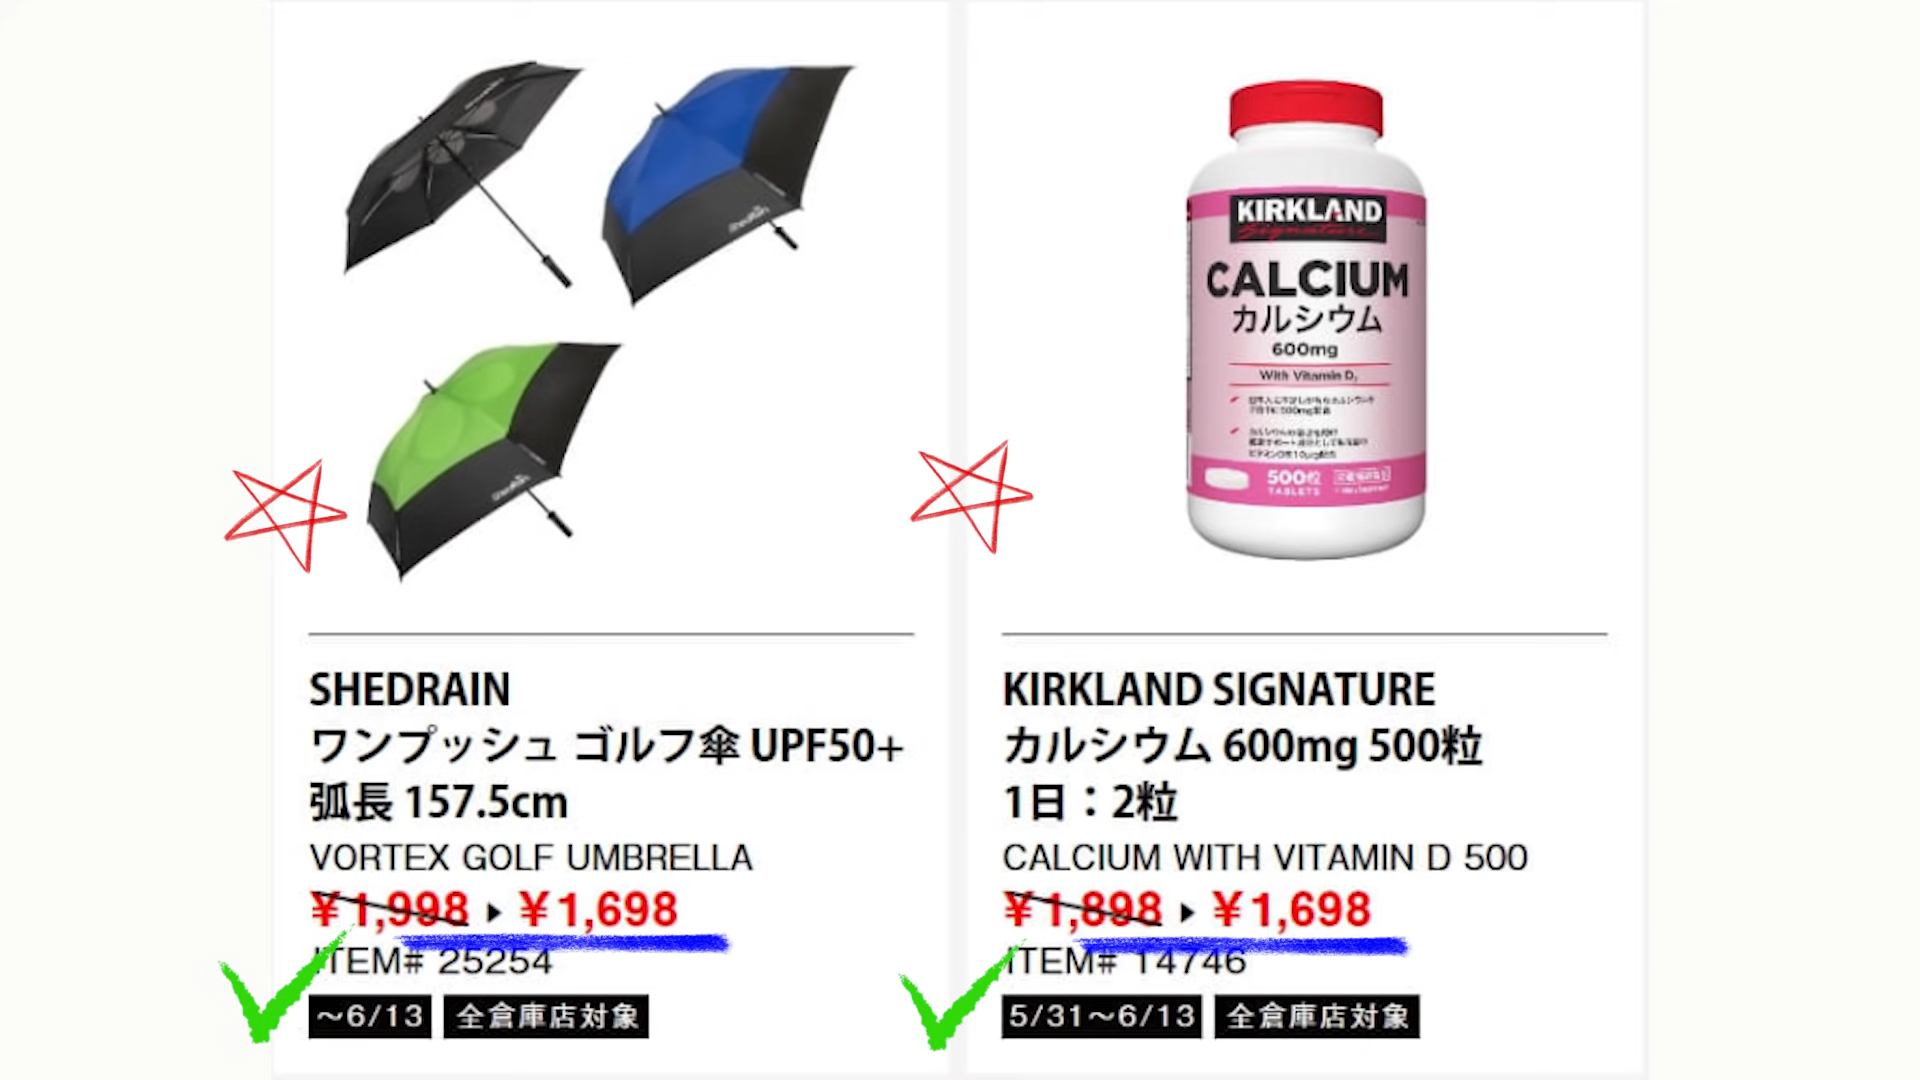 ShedRain
ShedRain
SHEDRAIN
ワンプッシュ ゴルフ傘 UPF50+
弧長 157.5cm
VORTEX GOLF UMBRELLA
¥1,998 ▶ ¥1,698
ITEM# 25254
～6/13 全倉庫店対象
KIRKLAND
Signature
CALCIUM
カルシウム
600mg
With Vitamin D₃
500粒
TABLETS
KIRKLAND SIGNATURE
カルシウム 600mg 500粒
1日：2粒
CALCIUM WITH VITAMIN D 500
¥1,898 ▶ ¥1,698
ITEM# 14746
5/31～6/13 全倉庫店対象